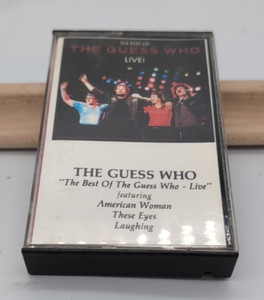 THE BEST OF
THE GUESS WHO
LIVE!
THE GUESS WHO
"The Best Of The Guess Who - Live"
featuring
American Woman
These Eyes
Laughing